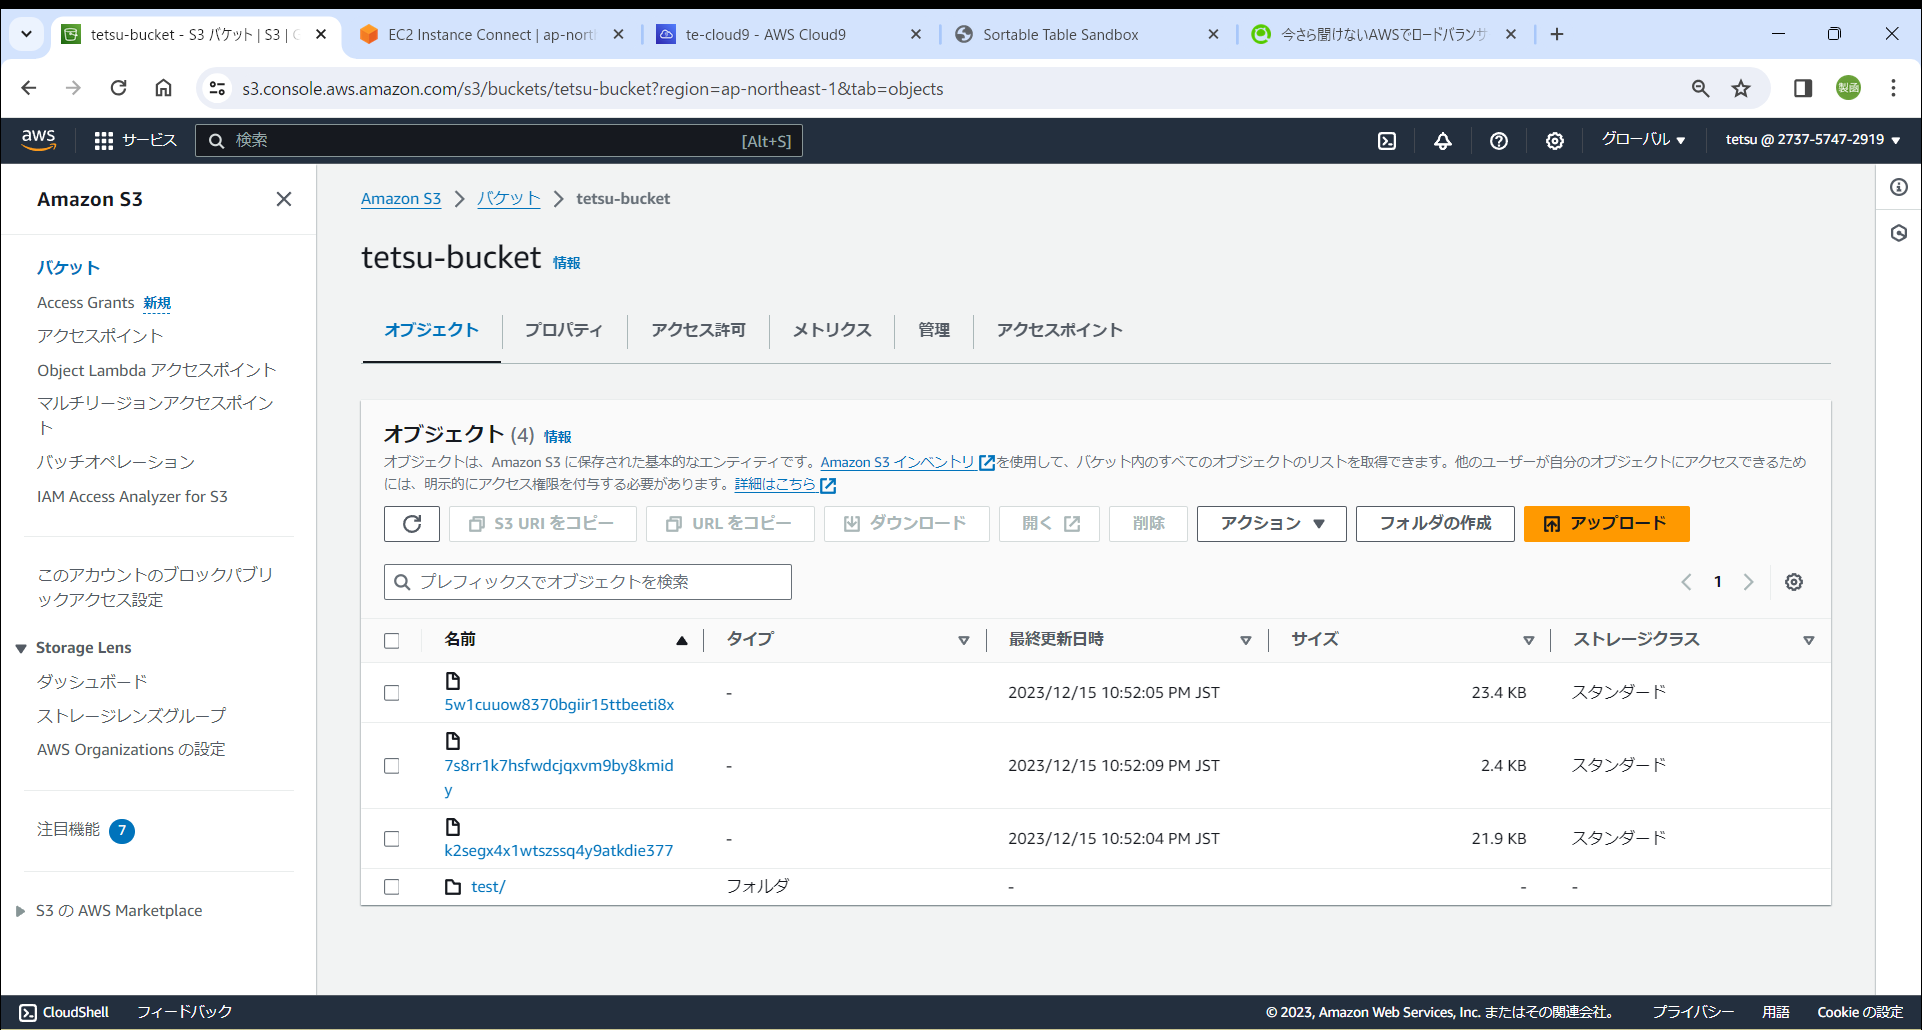 tetsu-bucket - S3 バケット | S3 | 
EC2 Instance Connect | ap-nort
te-cloud9 - AWS Cloud9
Sortable Table Sandbox
今さら聞けないAWSでロードバランサ
s3.console.aws.amazon.com/s3/buckets/tetsu-bucket?region=ap-northeast-1&tab=objects
製函
aws
サービス
検索
[Alt+S]
グローバル
tetsu @ 2737-5747-2919
Amazon S3
バケット
Access Grants 新規
アクセスポイント
Object Lambda アクセスポイント
マルチリージョンアクセスポイン
ト
バッチオペレーション
IAM Access Analyzer for S3
このアカウントのブロックパブリ
ックアクセス設定
Storage Lens
ダッシュボード
ストレージレンズグループ
AWS Organizations の設定
注目機能 7
S3 の AWS Marketplace
Amazon S3 > バケット > tetsu-bucket
tetsu-bucket 情報
オブジェクト
プロパティ
アクセス許可
メトリクス
管理
アクセスポイント
オブジェクト (4) 情報
オブジェクトは、Amazon S3 に保存された基本的なエンティティです。Amazon S3 インベントリ を使用して、バケット内のすべてのオブジェクトのリストを取得できます。他のユーザーが自分のオブジェクトにアクセスできるため
には、明示的にアクセス権限を付与する必要があります。詳細はこちら
S3 URI をコピー
URL をコピー
ダウンロード
開く
削除
アクション
フォルダの作成
アップロード
プレフィックスでオブジェクトを検索
1
名前 タイプ 最終更新日時 サイズ ストレージクラス
5w1cuuow8370bgiir15ttbeeti8x - 2023/12/15 10:52:05 PM JST 23.4 KB スタンダード
7s8rr1k7hsfwdcjqxvm9by8kmid - 2023/12/15 10:52:09 PM JST 2.4 KB スタンダード
y
k2segx4x1wtszssq4y9atkdie377 - 2023/12/15 10:52:04 PM JST 21.9 KB スタンダード
test/ フォルダ - - -
CloudShell
フィードバック
© 2023, Amazon Web Services, Inc. またはその関連会社。
プライバシー
用語
Cookie の設定